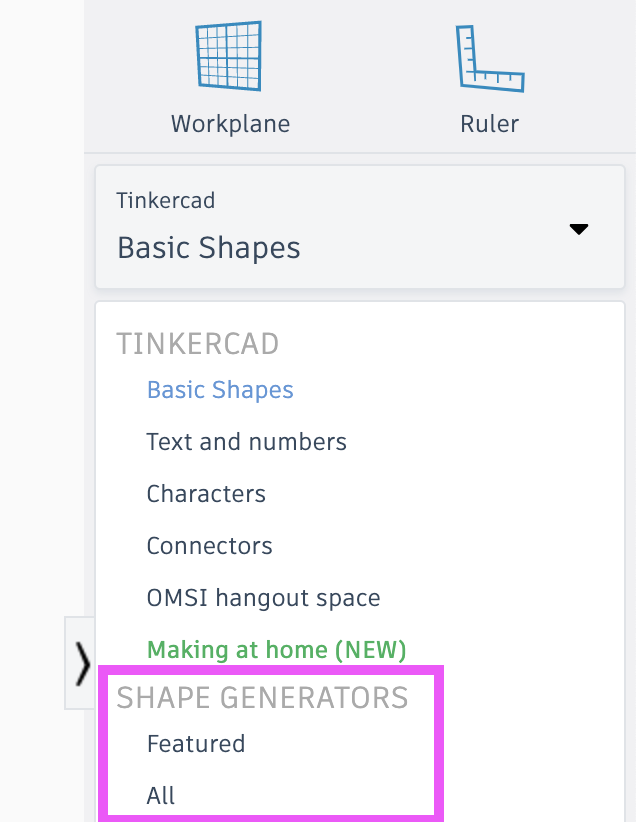 Workplane
Ruler
Tinkercad
Basic Shapes
TINKERCAD
Basic Shapes
Text and numbers
Characters
Connectors
OMSI hangout space
Making at home (NEW)
SHAPE GENERATORS
Featured
All